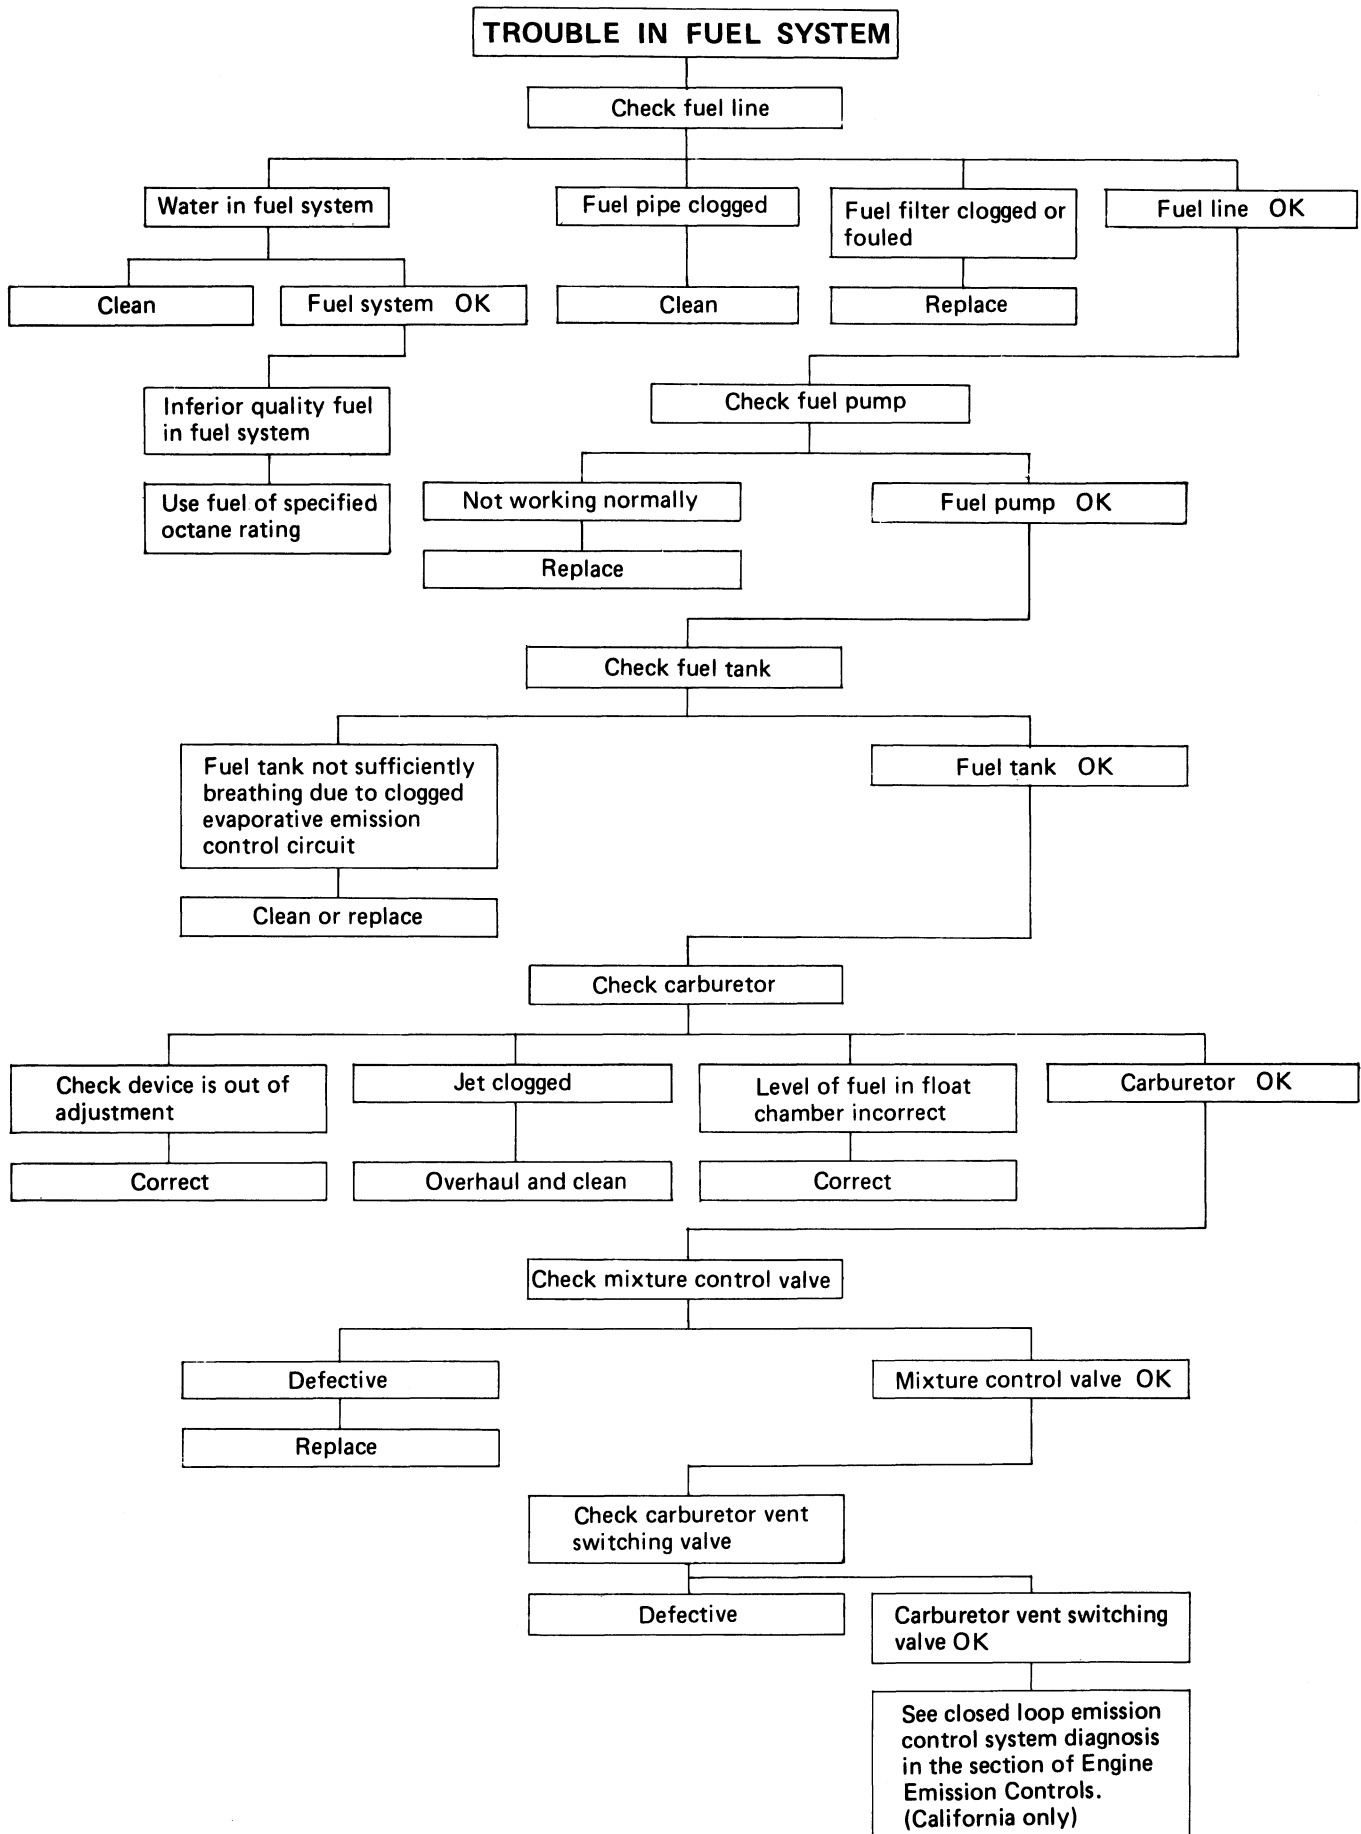 TROUBLE IN FUEL SYSTEM
Check fuel line
Water in fuel system
Fuel pipe clogged
Fuel filter clogged or
fouled
Fuel line OK
Clean
Fuel system OK
Clean
Replace
Inferior quality fuel
in fuel system
Check fuel pump
Use fuel of specified
octane rating
Not working normally
Fuel pump OK
Replace
Check fuel tank
Fuel tank not sufficiently
breathing due to clogged
evaporative emission
control circuit
Fuel tank OK
Clean or replace
Check carburetor
Check device is out of
adjustment
Jet clogged
Level of fuel in float
chamber incorrect
Carburetor OK
Correct
Overhaul and clean
Correct
Check mixture control valve
Defective
Mixture control valve OK
Replace
Check carburetor vent
switching valve
Defective
Carburetor vent switching
valve OK
See closed loop emission
control system diagnosis
in the section of Engine
Emission Controls.
(California only)